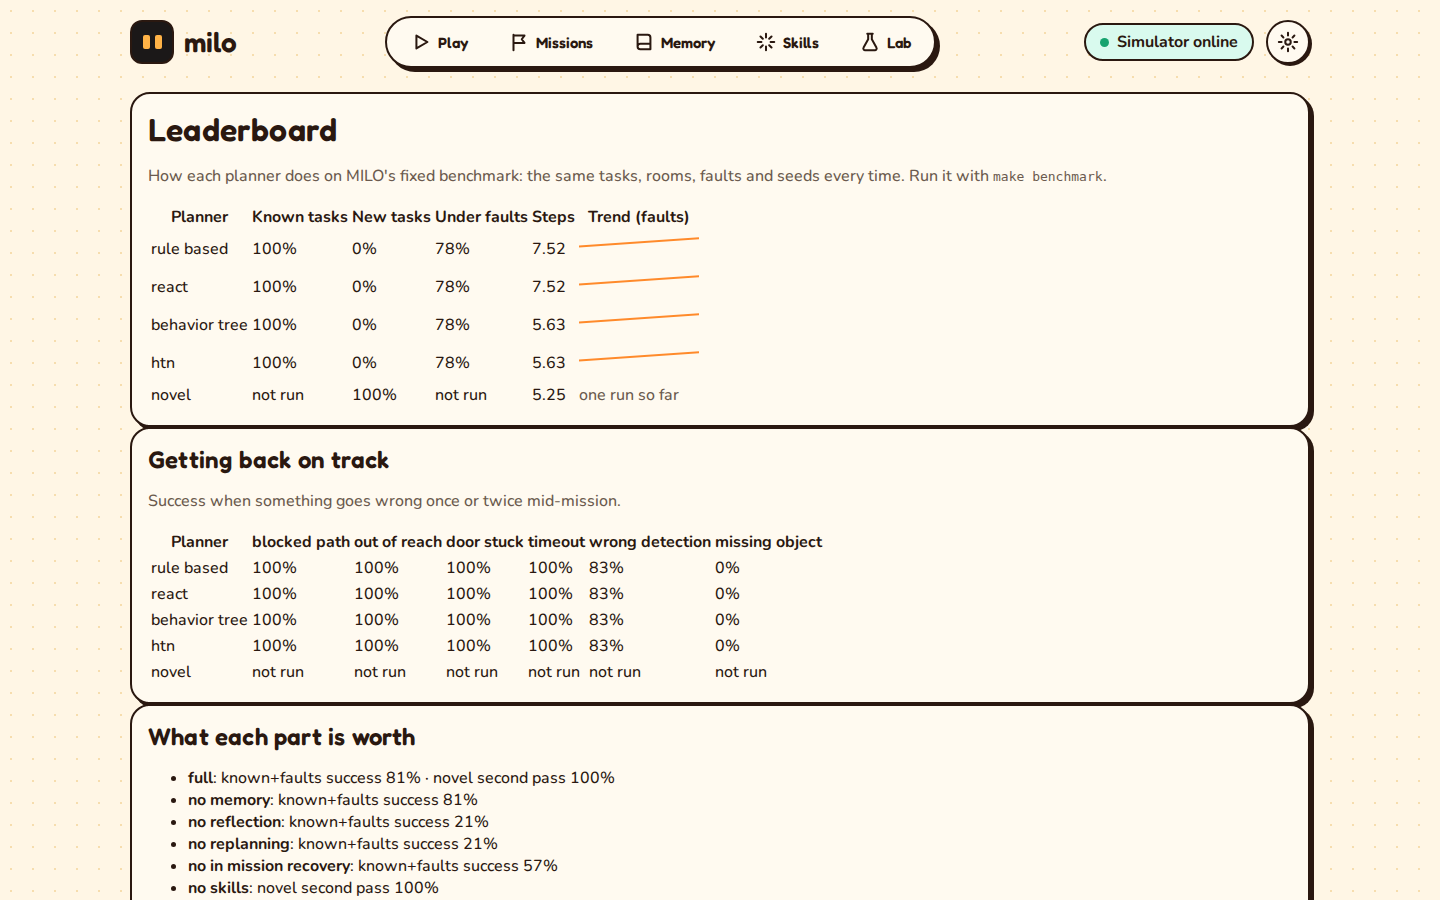 milo
Play Missions Memory Skills Lab
Simulator online
Leaderboard
How each planner does on MILO's fixed benchmark: the same tasks, rooms, faults and seeds every time. Run it with make benchmark.
Planner Known tasks New tasks Under faults Steps Trend (faults)
rule based 100% 0% 78% 7.52
react 100% 0% 78% 7.52
behavior tree 100% 0% 78% 5.63
htn 100% 0% 78% 5.63
novel not run 100% not run 5.25 one run so far
Getting back on track
Success when something goes wrong once or twice mid-mission.
Planner blocked path out of reach door stuck timeout wrong detection missing object
rule based 100% 100% 100% 100% 83% 0%
react 100% 100% 100% 100% 83% 0%
behavior tree 100% 100% 100% 100% 83% 0%
htn 100% 100% 100% 100% 83% 0%
novel not run not run not run not run not run not run
What each part is worth
• full: known+faults success 81% · novel second pass 100%
• no memory: known+faults success 81%
• no reflection: known+faults success 21%
• no replanning: known+faults success 21%
• no in mission recovery: known+faults success 57%
• no skills: novel second pass 100%